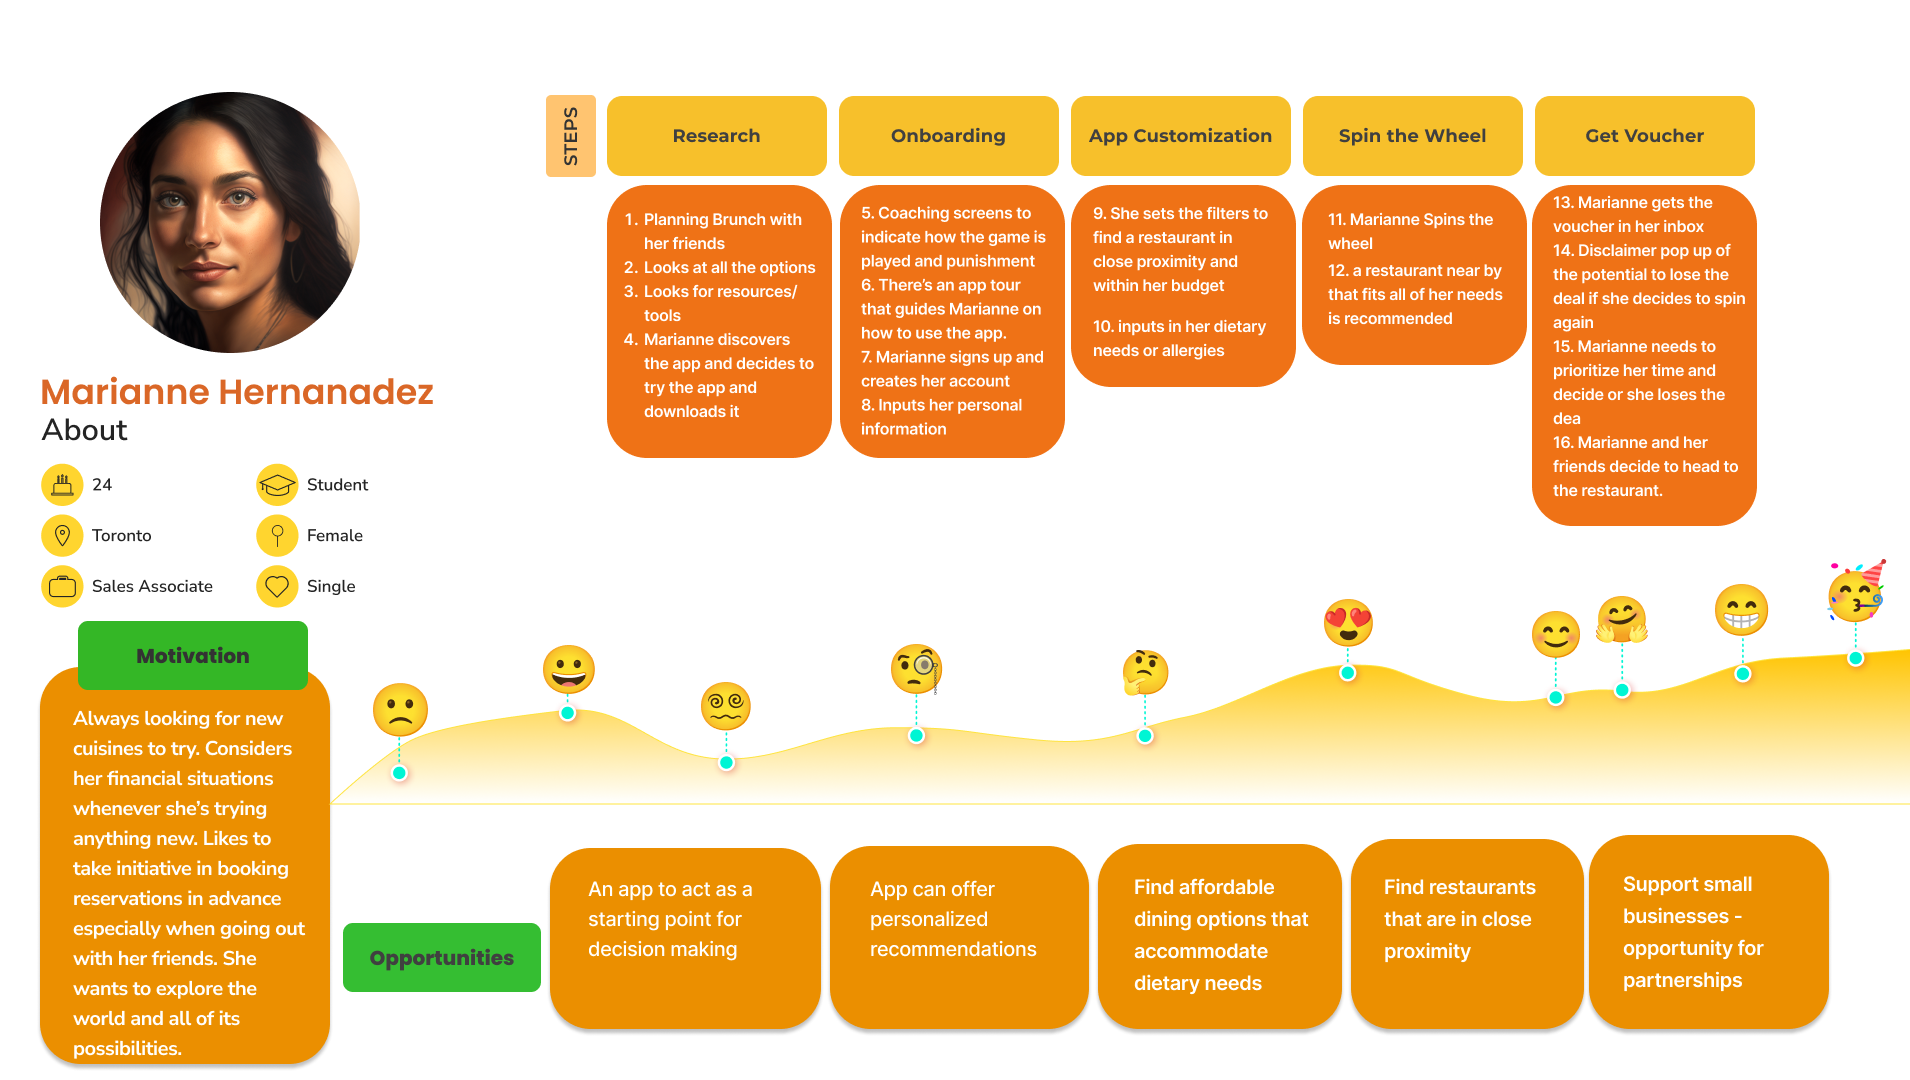 Marianne Hernanadez
About
24
Student
Toronto
Female
Sales Associate
Single
Motivation
Always looking for new
cuisines to try. Considers
her financial situations
whenever she's trying
anything new. Likes to
take initiative in booking
reservations in advance
especially when going out
with her friends. She
wants to explore the
world and all of its
possibilities.
STEPS
Research
1. Planning Brunch with
her friends
2. Looks at all the options
3. Looks for resources/
tools
4. Marianne discovers
the app and decides to
try the app and
downloads it
Onboarding
5. Coaching screens to
indicate how the game is
played and punishment
6. There's an app tour
that guides Marianne on
how to use the app.
7. Marianne signs up and
creates her account
8. Inputs her personal
information
App Customization
9. She sets the filters to
find a restaurant in
close proximity and
within her budget
10. inputs in her dietary
needs or allergies
Spin the Wheel
11. Marianne Spins the
wheel
12. a restaurant near by
that fits all of her needs
is recommended
Get Voucher
13. Marianne gets the
voucher in her inbox
14. Disclaimer pop up of
the potential to lose the
deal if she decides to spin
again
15. Marianne needs to
prioritize her time and
decide or she loses the
dea
16. Marianne and her
friends decide to head to
the restaurant.
Opportunities
An app to act as a
starting point for
decision making
App can offer
personalized
recommendations
Find affordable
dining options that
accommodate
dietary needs
Find restaurants
that are in close
proximity
Support small
businesses -
opportunity for
partnerships